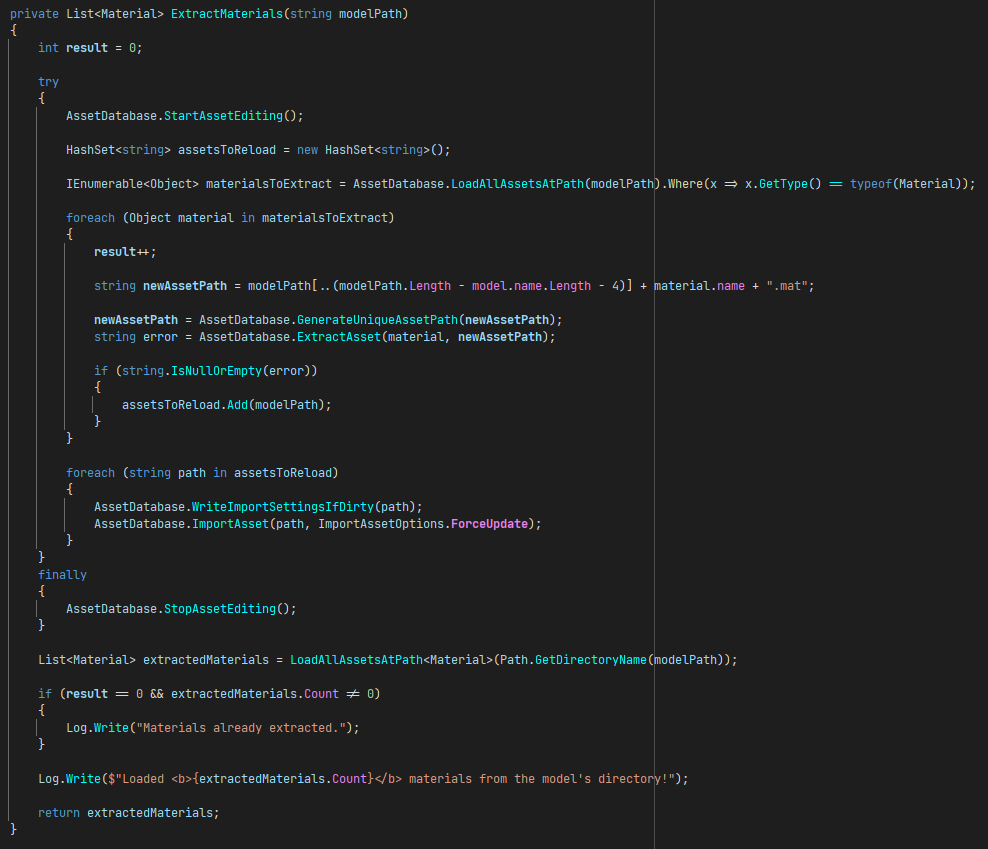 private List<Material> ExtractMaterials(string modelPath)
{
    int result = 0;

    try
    {
        AssetDatabase.StartAssetEditing();

        HashSet<string> assetsToReload = new HashSet<string>();

        IEnumerable<Object> materialsToExtract = AssetDatabase.LoadAllAssetsAtPath(modelPath).Where(x => x.GetType() == typeof(Material));

        foreach (Object material in materialsToExtract)
        {
            result++;

            string newAssetPath = modelPath[..(modelPath.Length - model.name.Length - 4)] + material.name + ".mat";

            newAssetPath = AssetDatabase.GenerateUniqueAssetPath(newAssetPath);
            string error = AssetDatabase.ExtractAsset(material, newAssetPath);

            if (string.IsNullOrEmpty(error))
            {
                assetsToReload.Add(modelPath);
            }
        }

        foreach (string path in assetsToReload)
        {
            AssetDatabase.WriteImportSettingsIfDirty(path);
            AssetDatabase.ImportAsset(path, ImportAssetOptions.ForceUpdate);
        }
    }
    finally
    {
        AssetDatabase.StopAssetEditing();
    }

    List<Material> extractedMaterials = LoadAllAssetsAtPath<Material>(Path.GetDirectoryName(modelPath));

    if (result == 0 && extractedMaterials.Count != 0)
    {
        Log.Write("Materials already extracted.");
    }

    Log.Write($"Loaded <b>{extractedMaterials.Count}</b> materials from the model's directory!");

    return extractedMaterials;
}